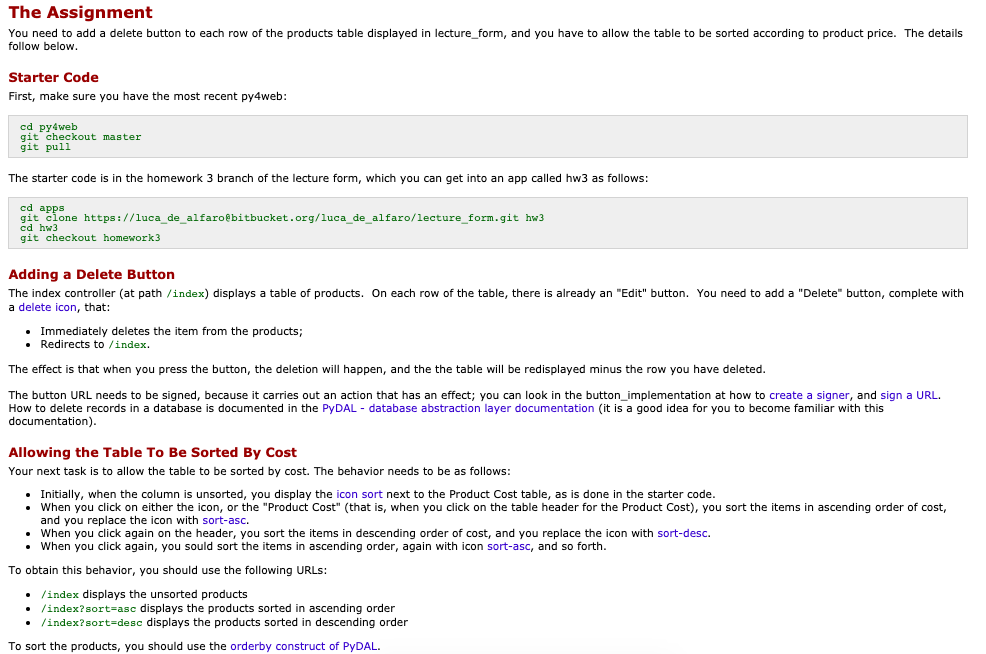 The Assignment
You need to add a delete button to each row of the products table displayed in lecture_form, and you have to allow the table to be sorted according to product price.  The details
follow below.
Starter Code
First, make sure you have the most recent py4web:
cd py4web
git checkout master
git pull
The starter code is in the homework 3 branch of the lecture form, which you can get into an app called hw3 as follows:
cd apps
git clone https://luca_de_alfaro@bitbucket.org/luca_de_alfaro/lecture_form.git hw3
cd hw3
git checkout homework3
Adding a Delete Button
The index controller (at path /index) displays a table of products.  On each row of the table, there is already an "Edit" button.  You need to add a "Delete" button, complete with
a delete icon, that:
• Immediately deletes the item from the products;
• Redirects to /index.
The effect is that when you press the button, the deletion will happen, and the the table will be redisplayed minus the row you have deleted.
The button URL needs to be signed, because it carries out an action that has an effect; you can look in the button_implementation at how to create a signer, and sign a URL.
How to delete records in a database is documented in the PyDAL - database abstraction layer documentation (it is a good idea for you to become familiar with this
documentation).
Allowing the Table To Be Sorted By Cost
Your next task is to allow the table to be sorted by cost. The behavior needs to be as follows:
• Initially, when the column is unsorted, you display the icon sort next to the Product Cost table, as is done in the starter code.
• When you click on either the icon, or the "Product Cost" (that is, when you click on the table header for the Product Cost), you sort the items in ascending order of cost,
and you replace the icon with sort-asc.
• When you click again on the header, you sort the items in descending order of cost, and you replace the icon with sort-desc.
• When you click again, you sould sort the items in ascending order, again with icon sort-asc, and so forth.
To obtain this behavior, you should use the following URLs:
• /index displays the unsorted products
• /index?sort=asc displays the products sorted in ascending order
• /index?sort=desc displays the products sorted in descending order
To sort the products, you should use the orderby construct of PyDAL.